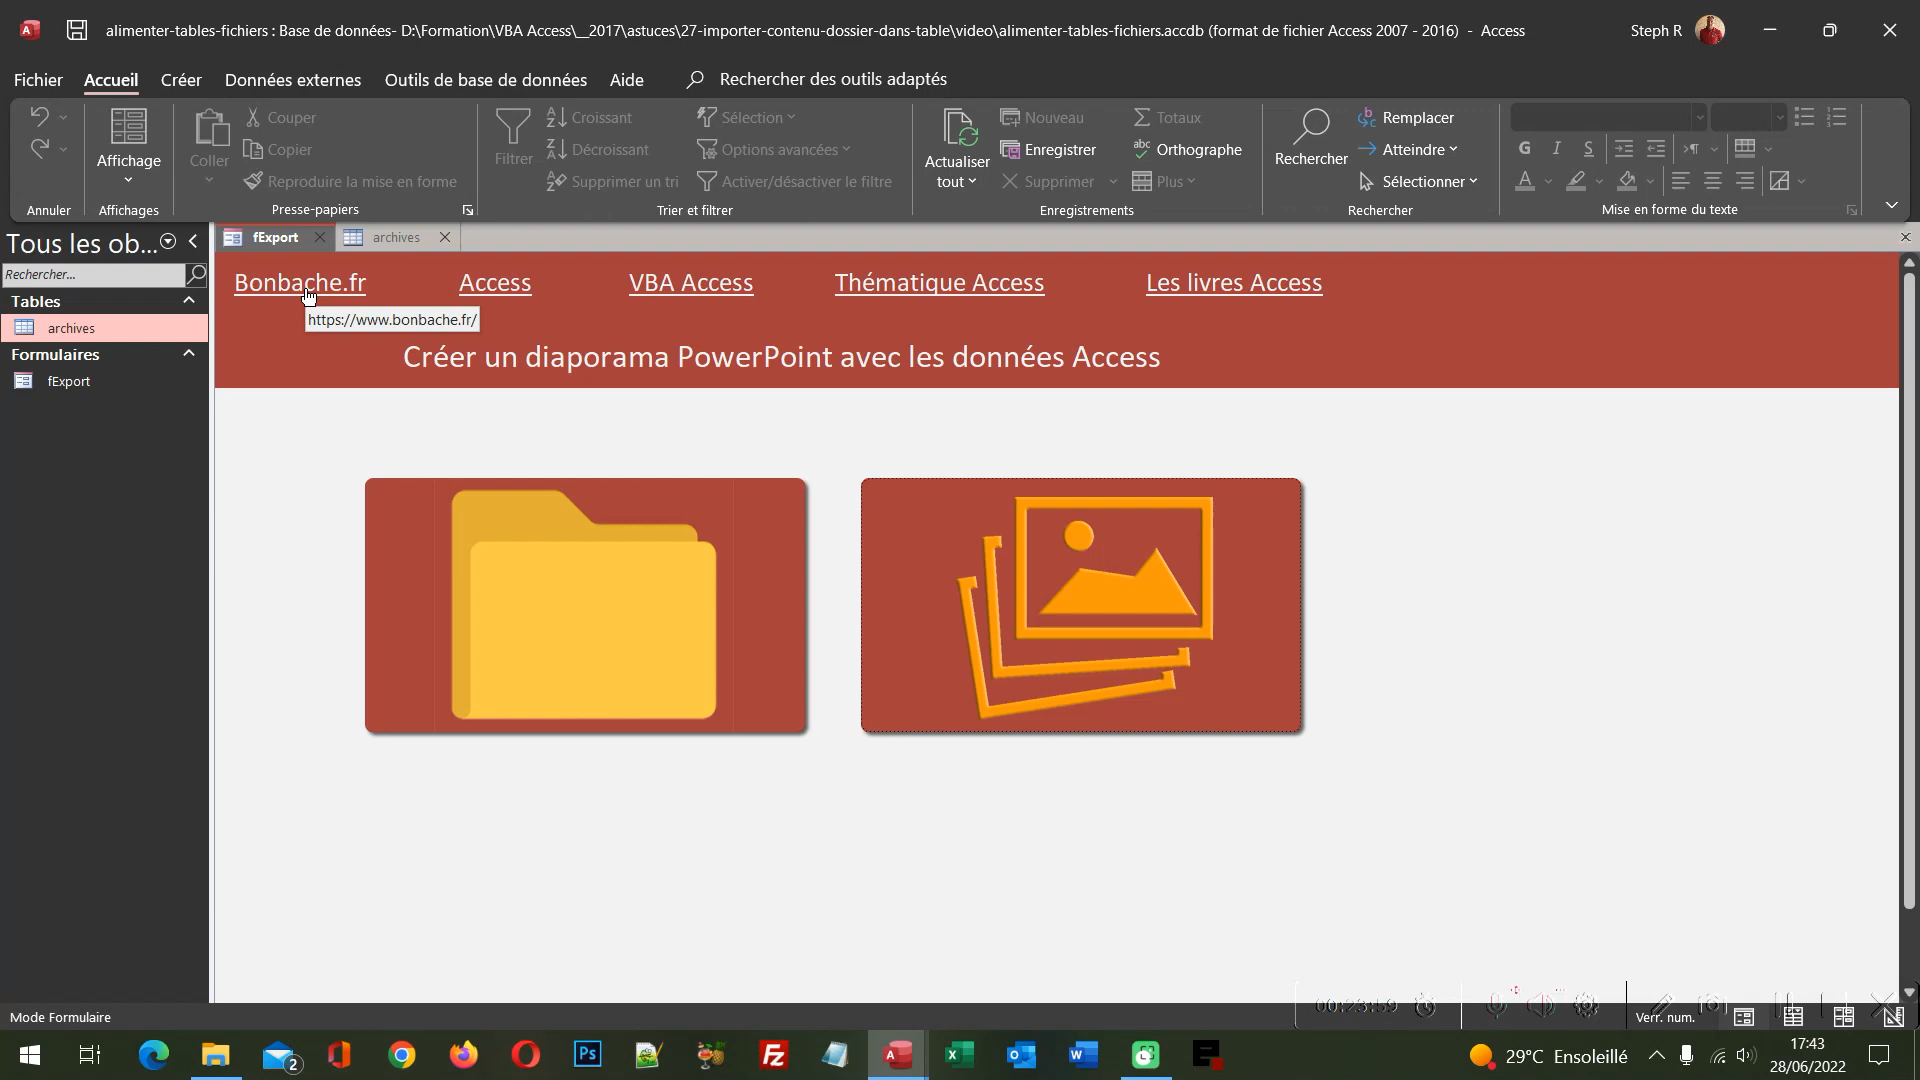 alimenter-tables-fichiers : Base de données- D:\Formation\VBA Access\__2017\astuces\27-importer-contenu-dossier-dans-table\video\alimenter-tables-fichiers.accdb (format de fichier Access 2007 - 2016) - Access
Steph R
Fichier Accueil Créer Données externes Outils de base de données Aide Rechercher des outils adaptés
Annuler
Affichage
Affichages
Coller
Couper
Copier
Reproduire la mise en forme
Presse-papiers
Filtrer
Croissant
Décroissant
Supprimer un tri
Sélection
Options avancées
Activer/désactiver le filtre
Trier et filtrer
Actualiser
tout
Nouveau
Enregistrer
Supprimer
Totaux
Orthographe
Plus
Enregistrements
Rechercher
Remplacer
Atteindre
Sélectionner
Rechercher
G I S
A
Mise en forme du texte
Tous les ob...
Rechercher...
Tables
archives
Formulaires
fExport
fExport
archives
Bonbache.fr Access VBA Access Thématique Access Les livres Access
https://www.bonbache.fr/
Créer un diaporama PowerPoint avec les données Access
00:23:59
Mode Formulaire
Verr. num.
2
Ps
29°C Ensoleillé
17:43
28/06/2022